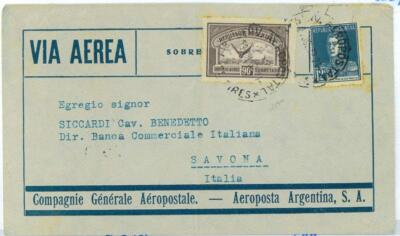 VIA AEREA
SOBRE
90c
Egregio signor
SICCARDI Cav. BENEDETTO
Dir. Banca Commerciale Italiana
SAVONA
Italia
Compagnie Générale Aéropostale. — Aeroposta Argentina, S. A.